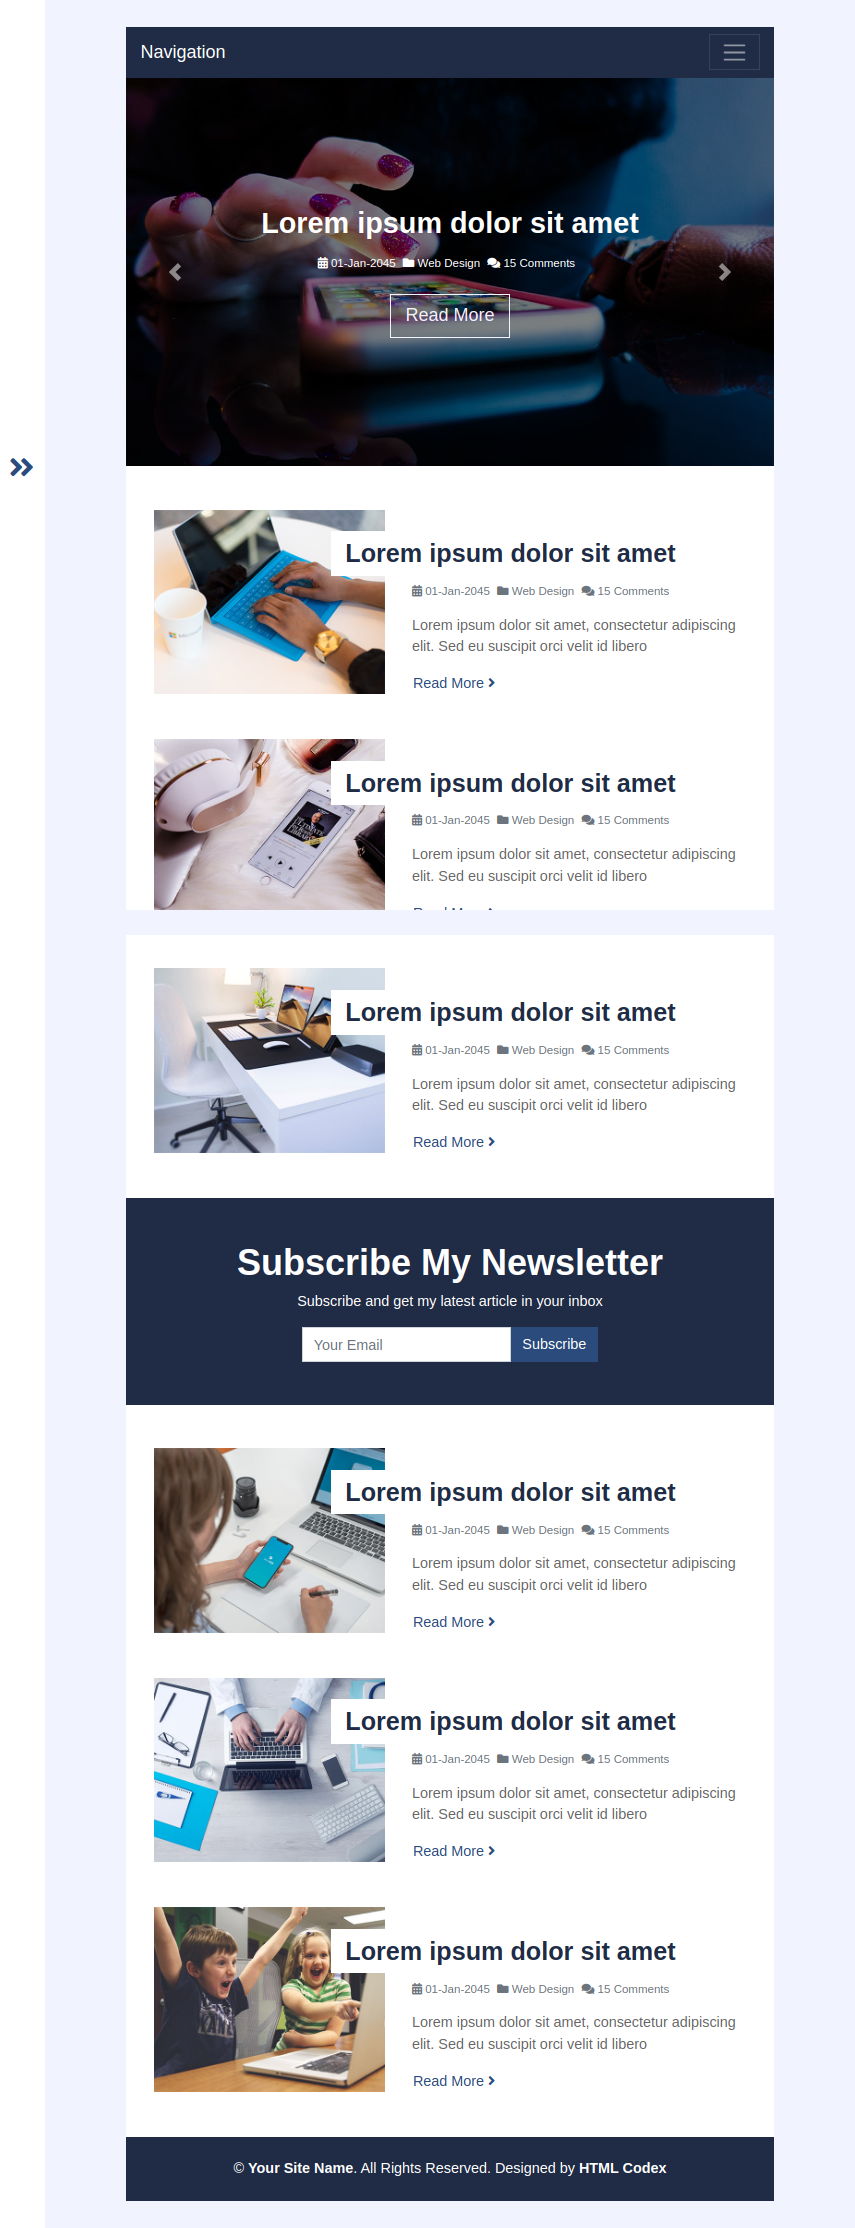 Navigation
Lorem ipsum dolor sit amet
01-Jan-2045 Web Design 15 Comments
Read More
Lorem ipsum dolor sit amet
01-Jan-2045 Web Design 15 Comments
Lorem ipsum dolor sit amet, consectetur adipiscing
elit. Sed eu suscipit orci velit id libero
Read More
Lorem ipsum dolor sit amet
01-Jan-2045 Web Design 15 Comments
Lorem ipsum dolor sit amet, consectetur adipiscing
elit. Sed eu suscipit orci velit id libero
Lorem ipsum dolor sit amet
01-Jan-2045 Web Design 15 Comments
Lorem ipsum dolor sit amet, consectetur adipiscing
elit. Sed eu suscipit orci velit id libero
Read More
Subscribe My Newsletter
Subscribe and get my latest article in your inbox
Your Email Subscribe
Lorem ipsum dolor sit amet
01-Jan-2045 Web Design 15 Comments
Lorem ipsum dolor sit amet, consectetur adipiscing
elit. Sed eu suscipit orci velit id libero
Read More
Lorem ipsum dolor sit amet
01-Jan-2045 Web Design 15 Comments
Lorem ipsum dolor sit amet, consectetur adipiscing
elit. Sed eu suscipit orci velit id libero
Read More
Lorem ipsum dolor sit amet
01-Jan-2045 Web Design 15 Comments
Lorem ipsum dolor sit amet, consectetur adipiscing
elit. Sed eu suscipit orci velit id libero
Read More
© Your Site Name. All Rights Reserved. Designed by HTML Codex